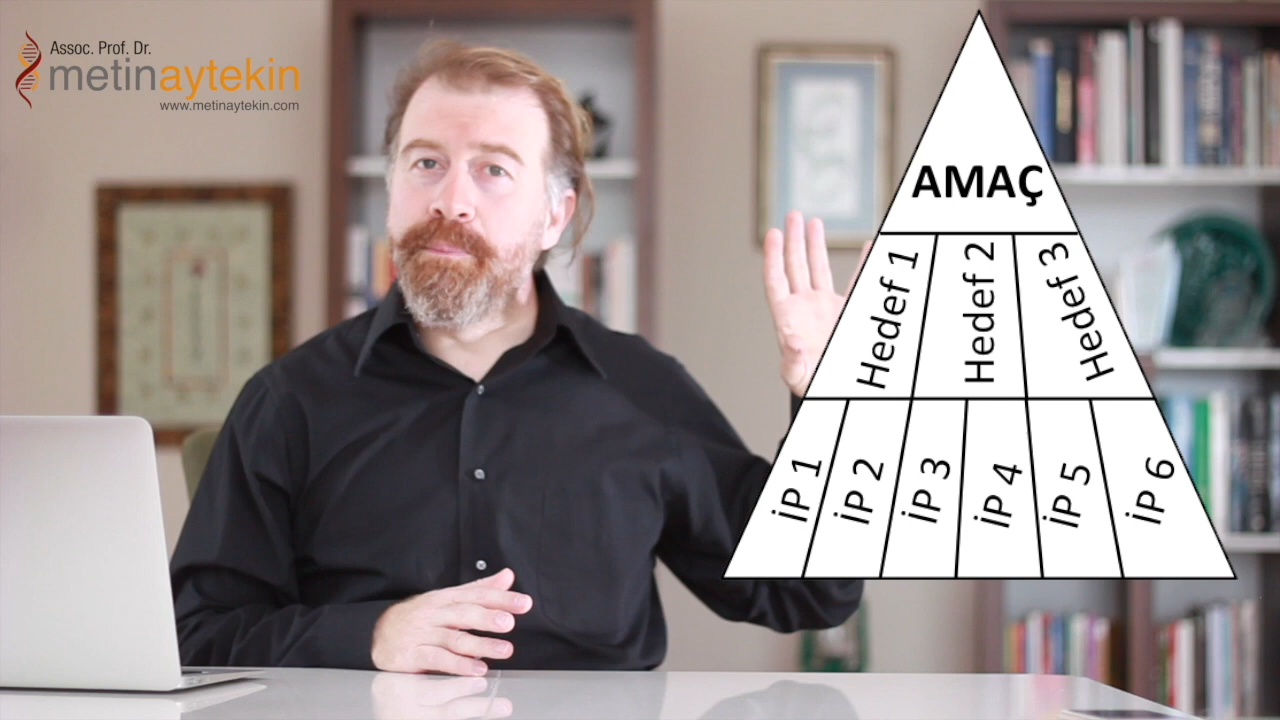 Assoc. Prof. Dr.
metinaytekin
www.metinaytekin.com
AMAÇ
Hedef 1
Hedef 2
Hedef 3
İP 1
İP 2
İP 3
İP 4
İP 5
İP 6